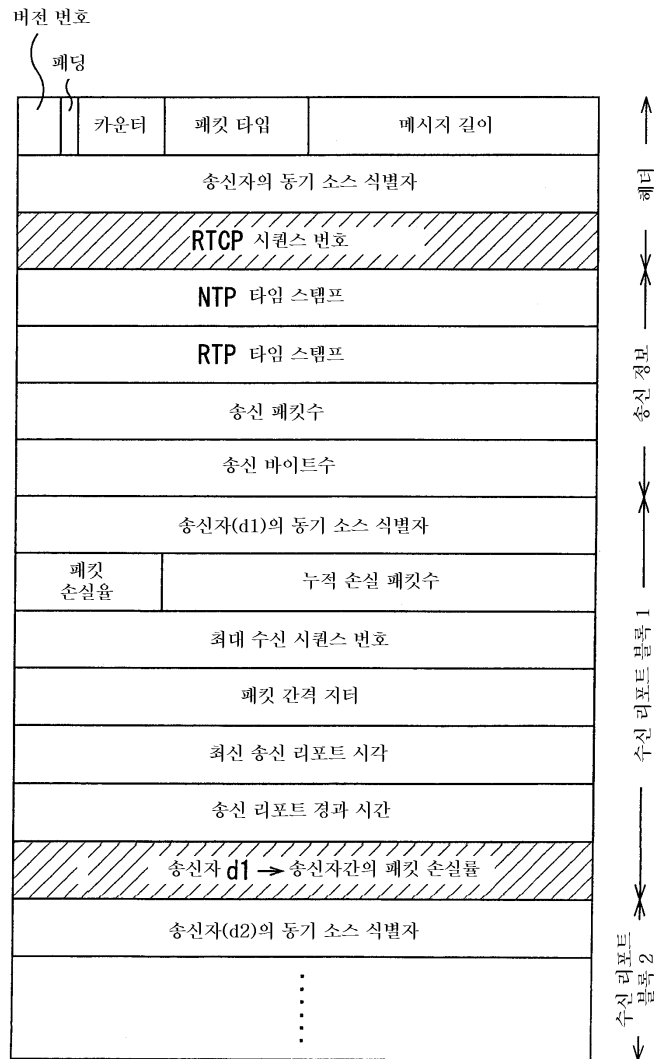 버전 번호
패딩
카운터
패킷 타입
메시지 길이
송신자의 동기 소스 식별자
RTCP 시퀀스 번호
NTP 타임 스탬프
RTP 타임 스탬프
송신 패킷수
송신 바이트수
송신자(d1)의 동기 소스 식별자
패킷
손실율
누적 손실 패킷수
최대 수신 시퀀스 번호
패킷 간격 지터
최신 송신 리포트 시각
송신 리포트 경과 시간
송신자 d1 → 송신자간의 패킷 손실률
송신자(d2)의 동기 소스 식별자
헤더
송신 정보
수신 리포트 블록 1
수신 리포트
블록 2